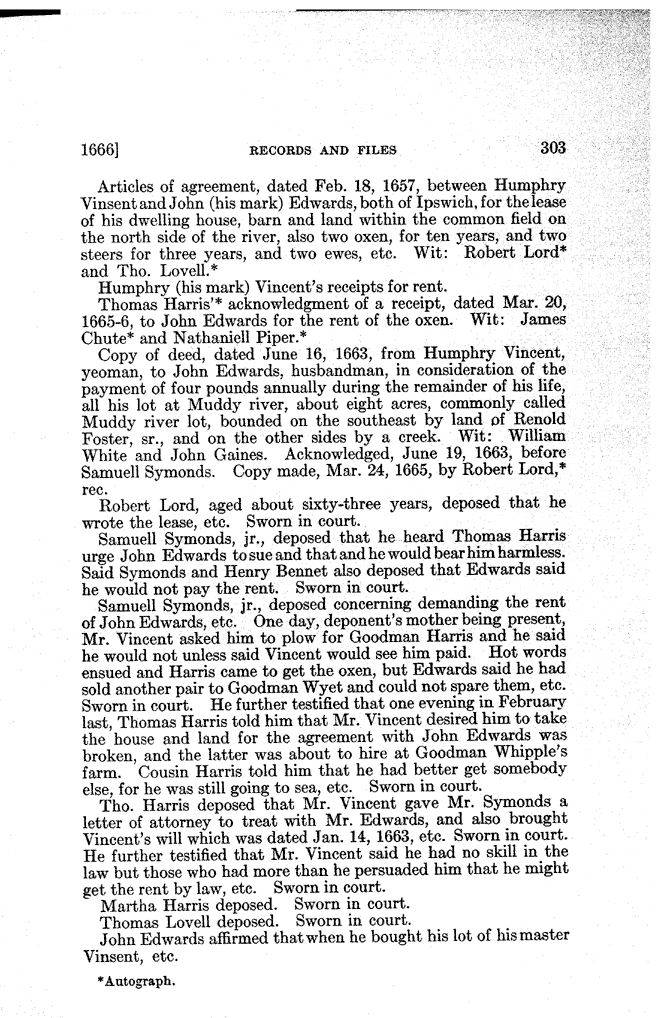 1666] RECORDS AND FILES 303
Articles of agreement, dated Feb. 18, 1657, between Humphry
Vinsent and John (his mark) Edwards, both of Ipswich, for the lease
of his dwelling house, barn and land within the common field on
the north side of the river, also two oxen, for ten years, and two
steers for three years, and two ewes, etc. Wit: Robert Lord*
and Tho. Lovell.*
Humphry (his mark) Vincent's receipts for rent.
Thomas Harris'* acknowledgment of a receipt, dated Mar. 20,
1665-6, to John Edwards for the rent of the oxen. Wit: James
Chute* and Nathaniell Piper.*
Copy of deed, dated June 16, 1663, from Humphry Vincent,
yeoman, to John Edwards, husbandman, in consideration of the
payment of four pounds annually during the remainder of his life,
all his lot at Muddy river, about eight acres, commonly called
Muddy river lot, bounded on the southeast by land of Renold
Foster, sr., and on the other sides by a creek. Wit: William
White and John Gaines. Acknowledged, June 19, 1663, before
Samuell Symonds. Copy made, Mar. 24, 1665, by Robert Lord,*
rec.
Robert Lord, aged about sixty-three years, deposed that he
wrote the lease, etc. Sworn in court.
Samuell Symonds, jr., deposed that he heard Thomas Harris
urge John Edwards to sue and that and he would bear him harmless.
Said Symonds and Henry Bennet also deposed that Edwards said
he would not pay the rent. Sworn in court.
Samuell Symonds, jr., deposed concerning demanding the rent
of John Edwards, etc. One day, deponent's mother being present,
Mr. Vincent asked him to plow for Goodman Harris and he said
he would not unless said Vincent would see him paid. Hot words
ensued and Harris came to get the oxen, but Edwards said he had
sold another pair to Goodman Wyet and could not spare them, etc.
Sworn in court. He further testified that one evening in February
last, Thomas Harris told him that Mr. Vincent desired him to take
the house and land for the agreement with John Edwards was
broken, and the latter was about to hire at Goodman Whipple's
farm. Cousin Harris told him that he had better get somebody
else, for he was still going to sea, etc. Sworn in court.
Tho. Harris deposed that Mr. Vincent gave Mr. Symonds a
letter of attorney to treat with Mr. Edwards, and also brought
Vincent's will which was dated Jan. 14, 1663, etc. Sworn in court.
He further testified that Mr. Vincent said he had no skill in the
law but those who had more than he persuaded him that he might
get the rent by law, etc. Sworn in court.
Martha Harris deposed. Sworn in court.
Thomas Lovell deposed. Sworn in court.
John Edwards affirmed that when he bought his lot of his master
Vinsent, etc.
*Autograph.